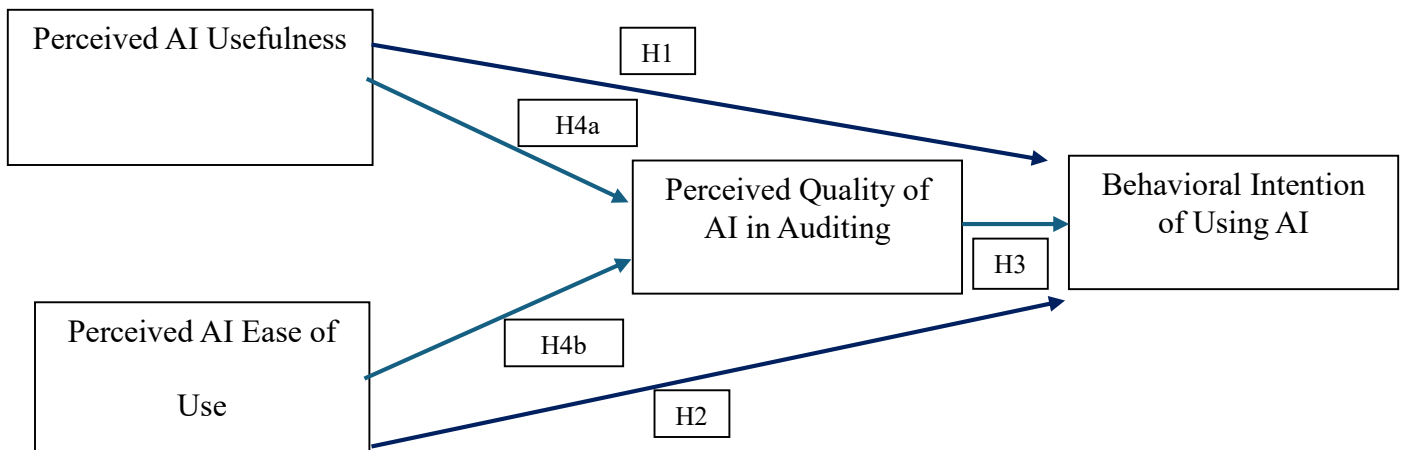 Perceived AI Usefulness
H1
H4a
Perceived Quality of
AI in Auditing
Behavioral Intention
of Using AI
H3
Perceived AI Ease of
Use
H4b
H2